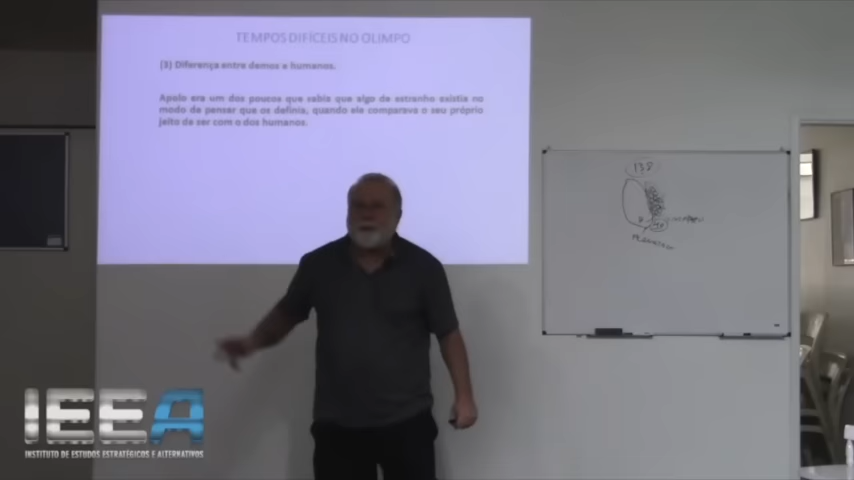 TEMPOS DIFÍCEIS NO OLIMPO
(3) Diferença entre demos e humanos.
Apolo era um dos poucos que sabia que algo de estranho existia no
modo de pensar que os definia, quando ele comparava o seu próprio
jeito de ser com o dos humanos.
138
IEEA
INSTITUTO DE ESTUDOS ESTRATÉGICOS E ALTERNATIVOS